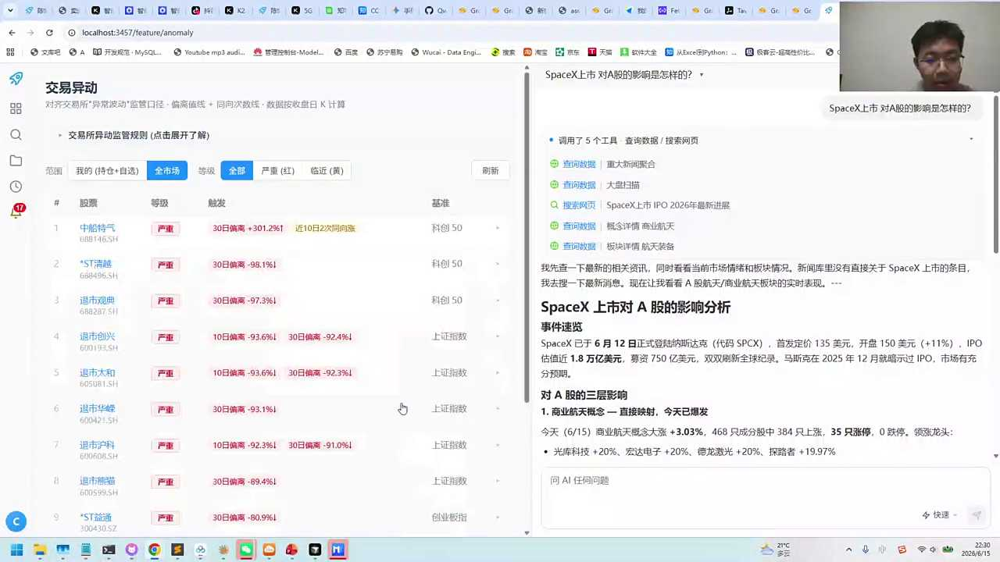 陈
K2
陈
K
5G
知
CC
手
Qw
Gr
Gr
新
ass
Gr
我
Fel
J
Tav
Gr
Gr
localhost:3457/feature/anomaly
文库吧
A
开发规范 · MySQL...
Youtube mp3 audi...
管理控制台-Model...
百度
苏宁易购
Wucai - Data Engi...
搜索
淘宝
京东
天猫
软件大全
从Excel到Python：...
极客云-超高性价比...
交易异动
对齐交易所"异常波动"监管口径 · 偏离值线 + 同向次数线 · 数据按收盘日 K 计算
交易所异动监管规则 (点击展开了解)
范围 我的 (持仓+自选) 全市场 等级 全部 严重 (红) 临近 (黄) 刷新
17
# 股票 等级 触发 基准
1 中船特气 严重 30日偏离 +301.2%↑ 近10日2次同向涨 科创 50
688146.SH
2 *ST清越 严重 30日偏离 -98.1%↓ 科创 50
688496.SH
3 退市观典 严重 30日偏离 -97.3%↓ 科创 50
688287.SH
4 退市创兴 严重 10日偏离 -93.6%↓ 30日偏离 -92.4%↓ 上证指数
600193.SH
5 退市太和 严重 10日偏离 -93.6%↓ 30日偏离 -92.3%↓ 上证指数
605081.SH
6 退市华嵘 严重 30日偏离 -93.1%↓ 上证指数
600421.SH
7 退市沪科 严重 10日偏离 -92.3%↓ 30日偏离 -91.0%↓ 上证指数
600608.SH
8 退市熊猫 严重 30日偏离 -89.4%↓ 上证指数
600599.SH
9 *ST益通 严重 30日偏离 -80.9%↓ 创业板指
300430.SZ
C
SpaceX上市 对A股的影响是怎样的？
SpaceX上市 对A股的影响是怎样的？
调用了 5 个工具 · 查询数据 / 搜索网页
查询数据 | 重大新闻聚合
查询数据 | 大盘扫描
搜索网页 | SpaceX上市 IPO 2026年最新进展
查询数据 | 概念详情 商业航天
查询数据 | 板块详情 航天装备
我先查一下最新的相关资讯，同时看看当前市场情绪和板块情况。新闻库里没有直接关于 SpaceX 上市的条目，
我去搜一下最新消息。现在让我看看 A 股航天/商业航天板块的实时表现。---
SpaceX 上市对 A 股的影响分析
事件速览
SpaceX 已于 6 月 12 日正式登陆纳斯达克（代码 SPCX），首发定价 135 美元，开盘 150 美元（+11%），IPO
估值近 1.8 万亿美元，募资 750 亿美元，双双刷新全球纪录。马斯克在 2025 年 12 月就暗示过 IPO，市场有充
分预期。
对 A 股的三层影响
1. 商业航天概念 — 直接映射，今天已爆发
今天（6/15）商业航天概念大涨 +3.03%，468 只成分股中 384 只上涨，35 只涨停，0 跌停。领涨龙头：
• 光库科技 +20%、宏达电子 +20%、德龙激光 +20%、探路者 +19.97%
问 AI 任何问题
快速
21°C
多云
22:30
2026/6/15